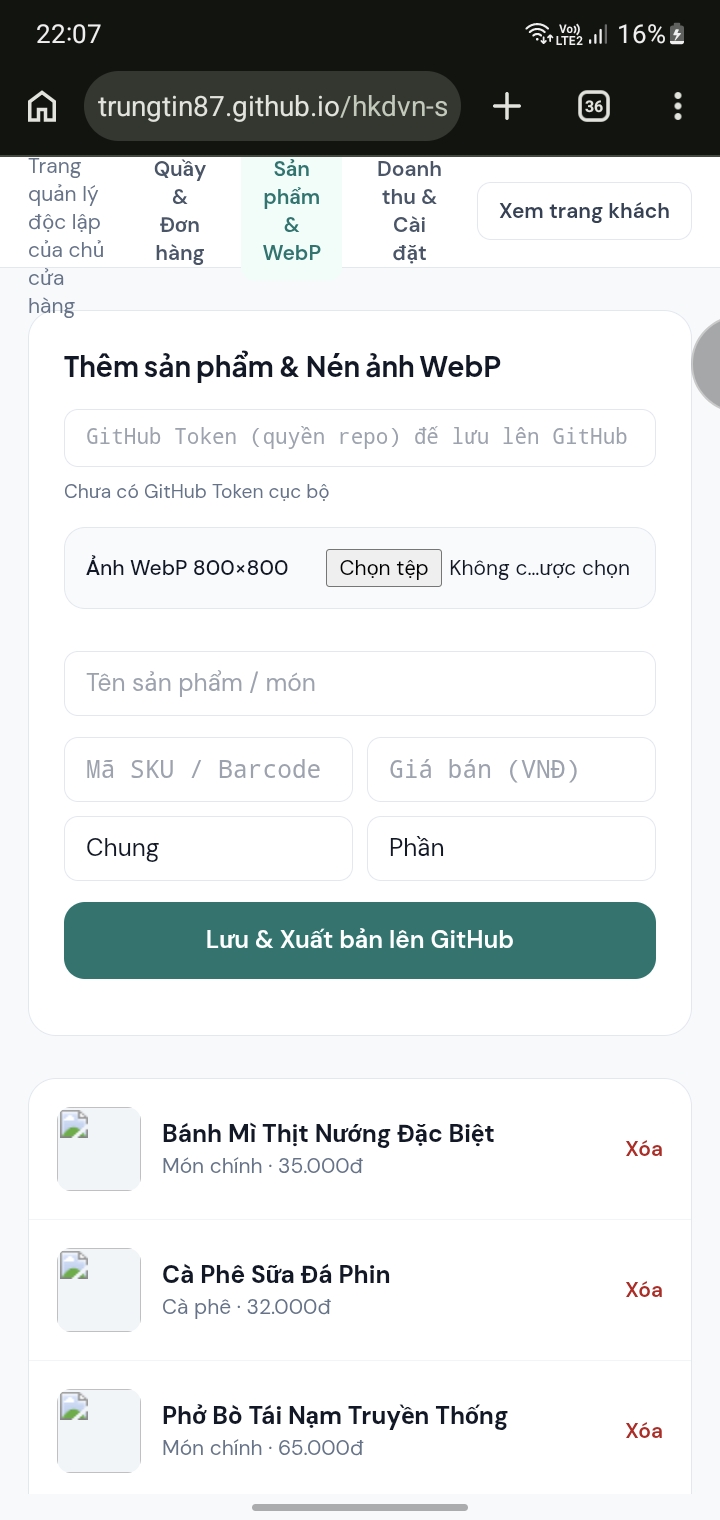 22:07
Vo))
LTE2
16%
trungtin87.github.io/hkdvn-s
36
Trang
quản lý
độc lập
của chủ
cửa
hàng
Quầy
&
Đơn
hàng
Sản
phẩm
&
WebP
Doanh
thu &
Cài
đặt
Xem trang khách
Thêm sản phẩm & Nén ảnh WebP
GitHub Token (quyền repo) để lưu lên GitHub
Chưa có GitHub Token cục bộ
Ảnh WebP 800×800
Chọn tệp
Không c...ược chọn
Tên sản phẩm / món
Mã SKU / Barcode
Giá bán (VNĐ)
Chung
Phần
Lưu & Xuất bản lên GitHub
Bánh Mì Thịt Nướng Đặc Biệt
Món chính · 35.000đ
Xóa
Cà Phê Sữa Đá Phin
Cà phê · 32.000đ
Xóa
Phở Bò Tái Nạm Truyền Thống
Món chính · 65.000đ
Xóa